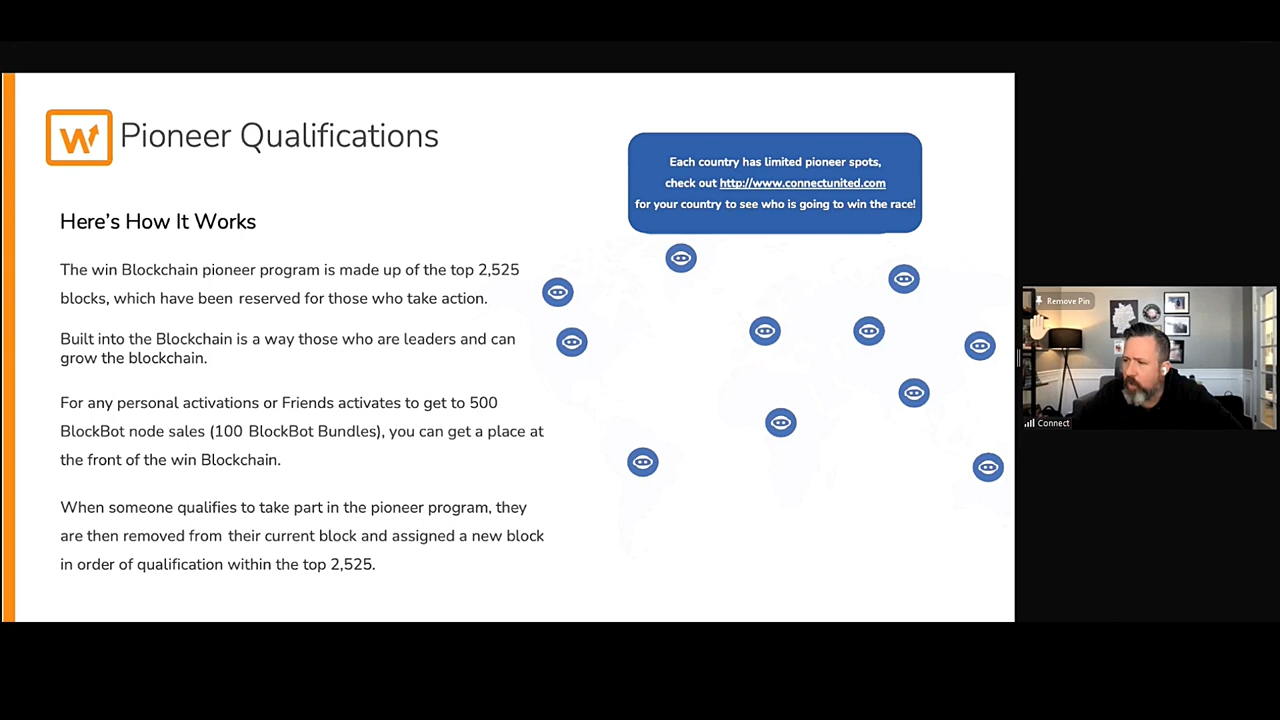 W
Pioneer Qualifications
Each country has limited pioneer spots,
check out http://www.connectunited.com
for your country to see who is going to win the race!
Here's How It Works
The win Blockchain pioneer program is made up of the top 2,525
blocks, which have been reserved for those who take action.
Built into the Blockchain is a way those who are leaders and can
grow the blockchain.
For any personal activations or Friends activates to get to 500
BlockBot node sales (100 BlockBot Bundles), you can get a place at
the front of the win Blockchain.
When someone qualifies to take part in the pioneer program, they
are then removed from their current block and assigned a new block
in order of qualification within the top 2,525.
Remove Pin
Connect